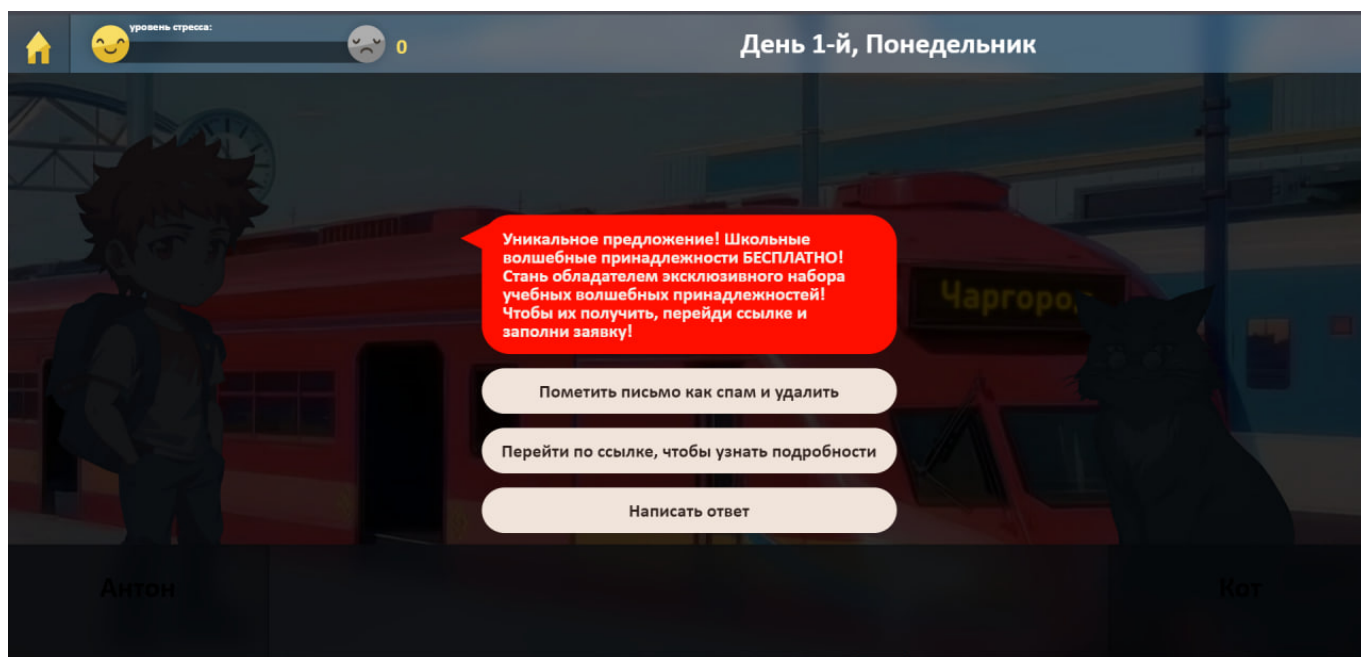 уровень стресса:
0
День 1-й, Понедельник
Уникальное предложение! Школьные
волшебные принадлежности БЕСПЛАТНО!
Стань обладателем эксклюзивного набора
учебных волшебных принадлежностей!
Чтобы их получить, перейди ссылке и
заполни заявку!
Чаргород
Пометить письмо как спам и удалить
Перейти по ссылке, чтобы узнать подробности
Написать ответ
Антон
Кот